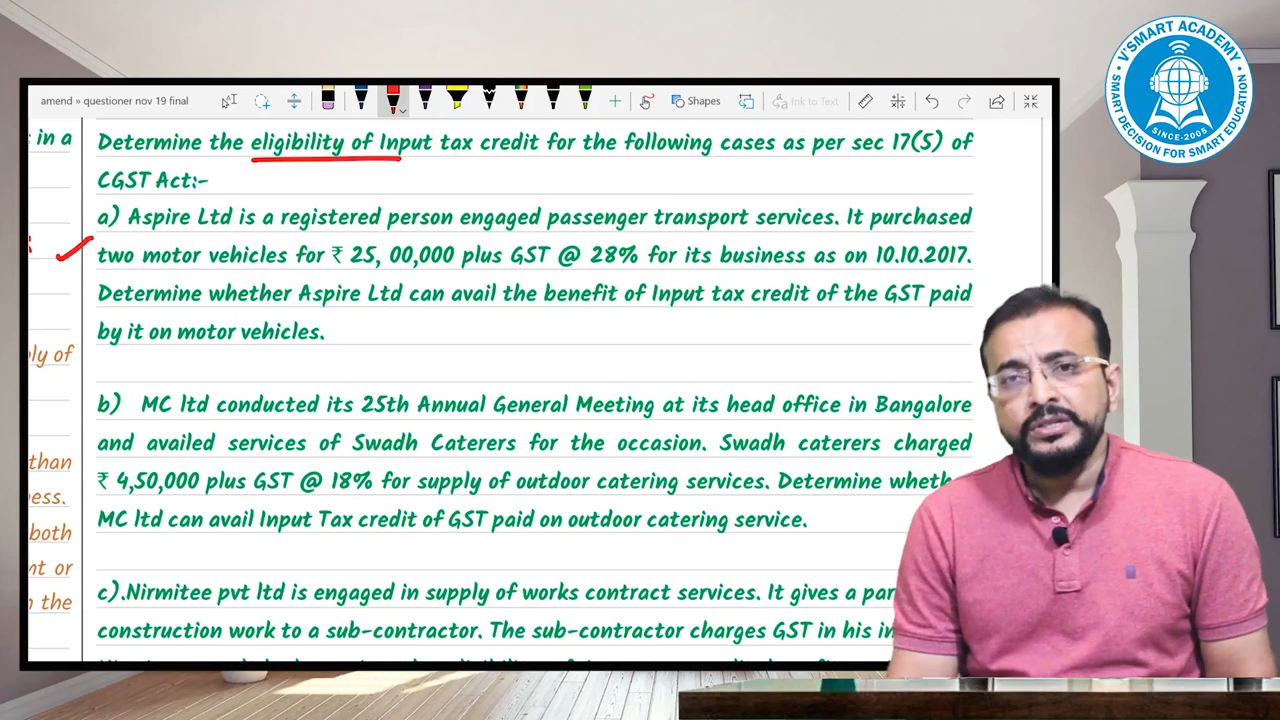 V'SMART ACADEMY
SMART DECISION FOR SMART EDUCATION
SINCE-2005
amend » questioner nov 19 final
Shapes
Ink to Text
in a
Determine the eligibility of Input tax credit for the following cases as per sec 17(5) of
CGST Act:-
a) Aspire Ltd is a registered person engaged passenger transport services. It purchased
two motor vehicles for ₹ 25, 00,000 plus GST @ 28% for its business as on 10.10.2017.
Determine whether Aspire Ltd can avail the benefit of Input tax credit of the GST paid
by it on motor vehicles.
of
b) MC ltd conducted its 25th Annual General Meeting at its head office in Bangalore
and availed services of Swadh Caterers for the occasion. Swadh caterers charged
than
₹ 4,50,000 plus GST @ 18% for supply of outdoor catering services. Determine
MC ltd can avail Input Tax credit of GST paid on outdoor catering service.
both
or
c).Nirmitee pvt ltd is engaged in supply of works contract services. It gives a
the
construction work to a sub-contractor. The sub-contractor charges GST in his